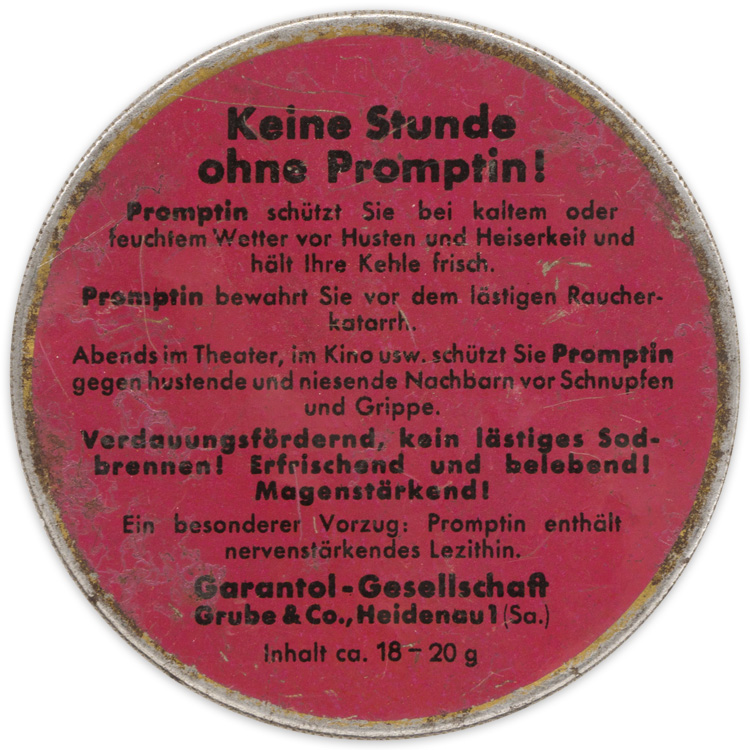 Keine Stunde
ohne Promptin!
Promptin schützt Sie bei kaltem oder
feuchtem Wetter vor Husten und Heiserkeit und
hält Ihre Kehle frisch.
Promptin bewahrt Sie vor dem lästigen Raucher-
katarrh.
Abends im Theater, im Kino usw. schützt Sie Promptin
gegen hustende und niesende Nachbarn vor Schnupfen
und Grippe.
Verdauungsfördernd, kein lästiges Sod-
brennen! Erfrischend und belebend!
Magenstärkend!
Ein besonderer Vorzug: Promptin enthält
nervenstärkendes Lezithin.
Garantol-Gesellschaft
Grube & Co., Heidenau 1 (Sa.)
Inhalt ca. 18 – 20 g